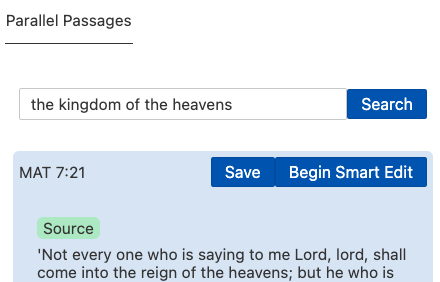 Parallel Passages
the kingdom of the heavens
Search
MAT 7:21
Save
Begin Smart Edit
Source
'Not every one who is saying to me Lord, lord, shall
come into the reign of the heavens; but he who is